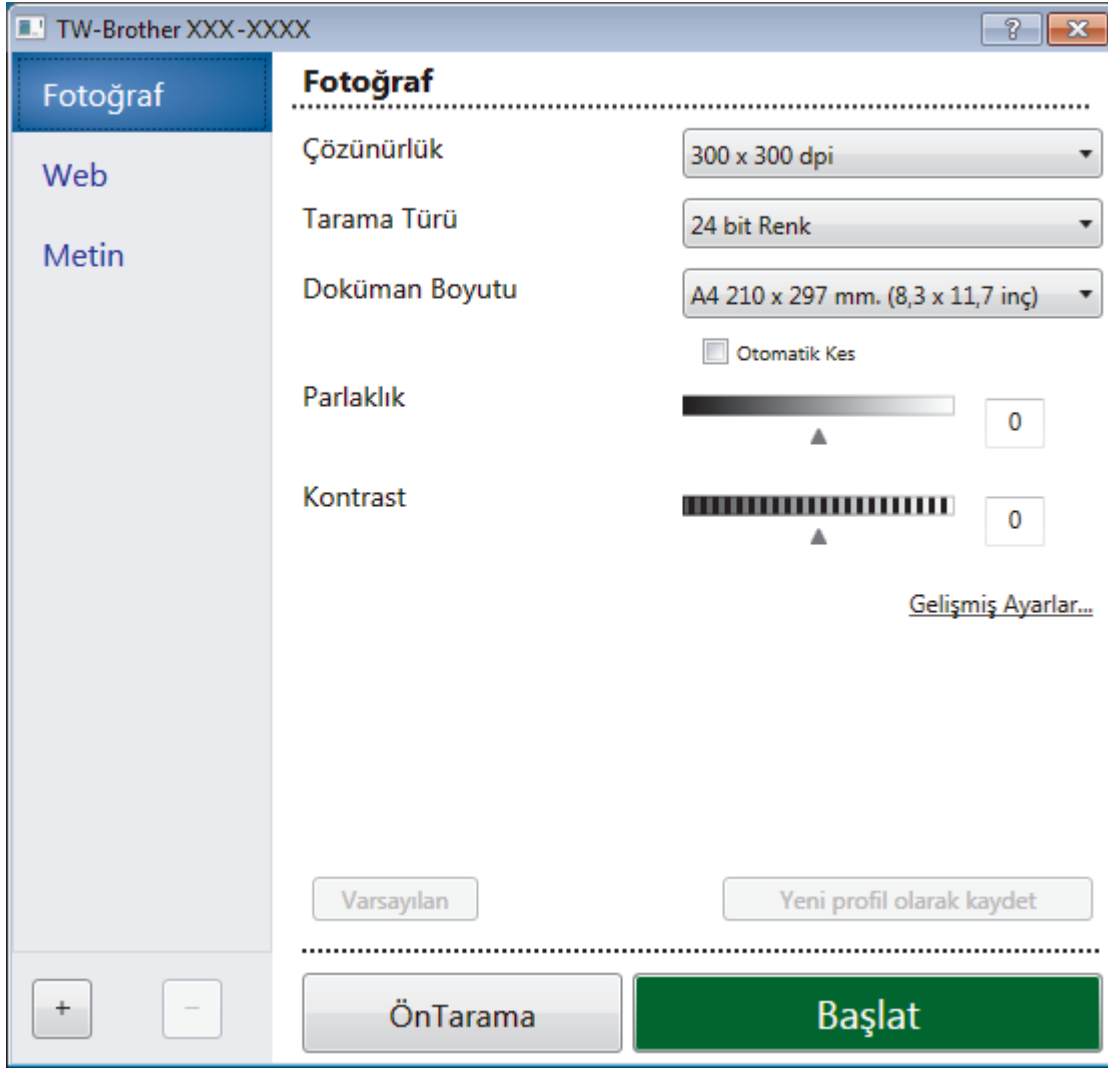 TW-Brother XXX-XXXX
?
Fotoğraf
Web
Metin
Fotoğraf
Çözünürlük 300 x 300 dpi
Tarama Türü 24 bit Renk
Doküman Boyutu A4 210 x 297 mm. (8,3 x 11,7 inç)
Otomatik Kes
Parlaklık 0
Kontrast 0
Gelişmiş Ayarlar...
Varsayılan Yeni profil olarak kaydet
+ −
ÖnTarama Başlat